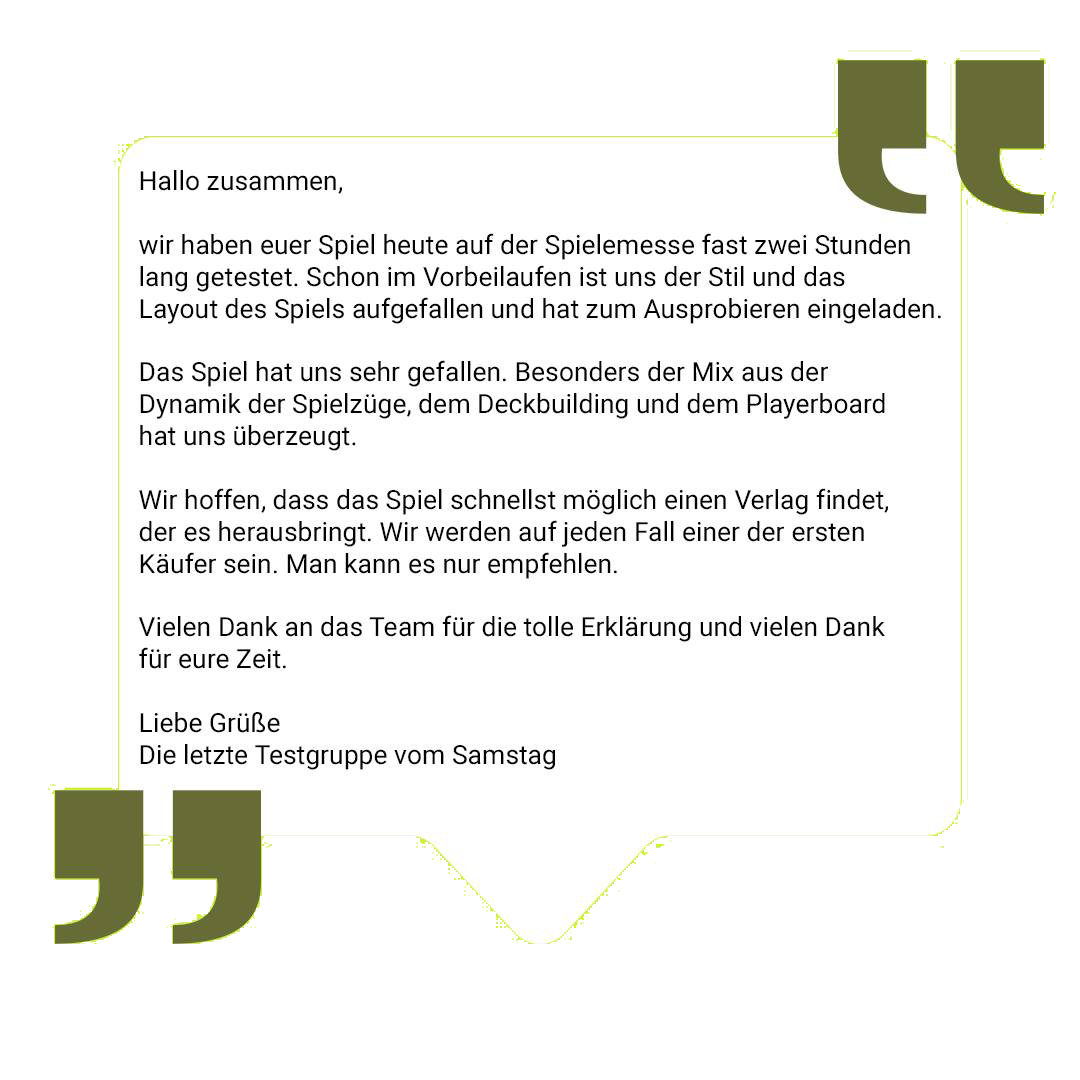 Hallo zusammen,
wir haben euer Spiel heute auf der Spielemesse fast zwei Stunden
lang getestet. Schon im Vorbeilaufen ist uns der Stil und das
Layout des Spiels aufgefallen und hat zum Ausprobieren eingeladen.
Das Spiel hat uns sehr gefallen. Besonders der Mix aus der
Dynamik der Spielzüge, dem Deckbuilding und dem Playerboard
hat uns überzeugt.
Wir hoffen, dass das Spiel schnellst möglich einen Verlag findet,
der es herausbringt. Wir werden auf jeden Fall einer der ersten
Käufer sein. Man kann es nur empfehlen.
Vielen Dank an das Team für die tolle Erklärung und vielen Dank
für eure Zeit.
Liebe Grüße
Die letzte Testgruppe vom Samstag